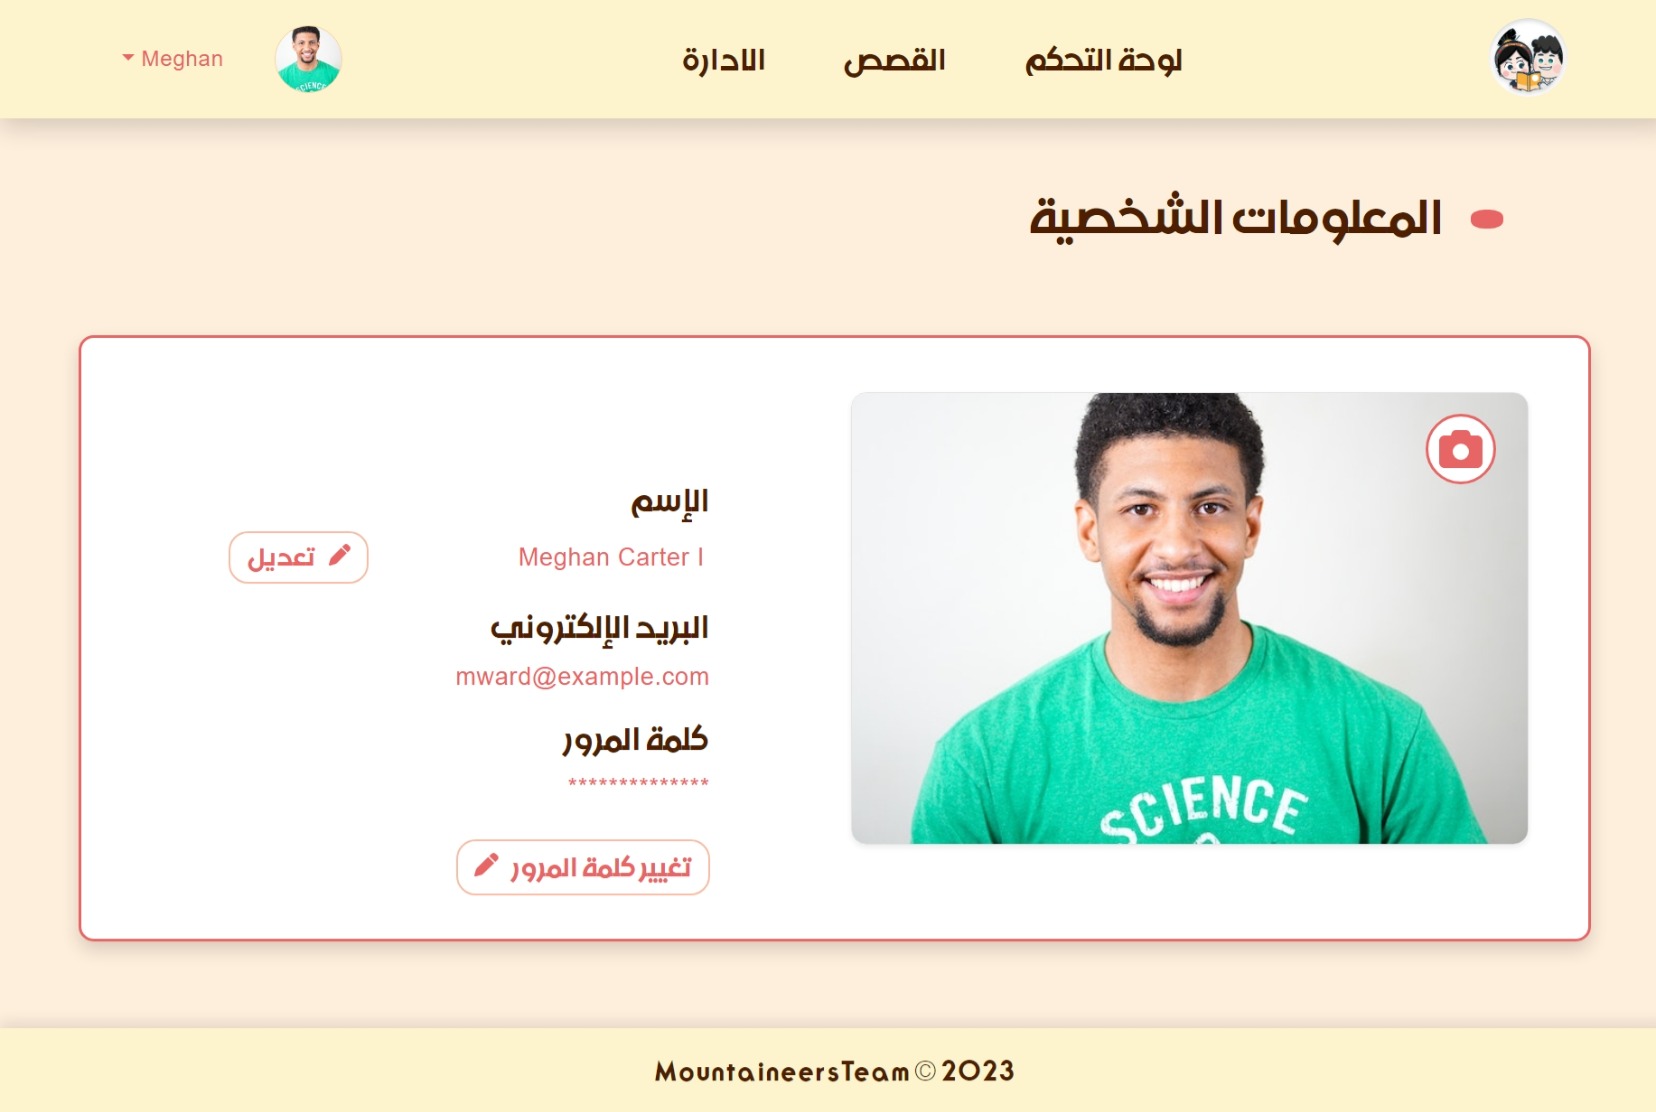 لوحة التحكم
القصص
الادارة
Meghan
SCIENCE
المعلومات الشخصية
SCIENCE
الإسم
Meghan Carter I
تعديل
البريد الإلكتروني
mward@example.com
كلمة المرور
**************
تغيير كلمة المرور
MountaineersTeam © 2023